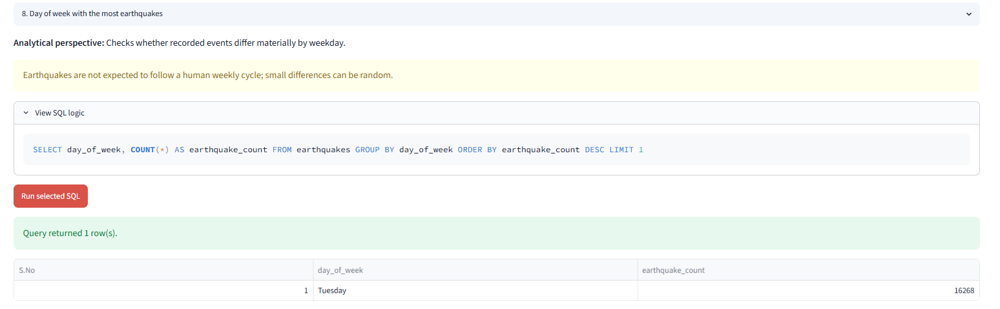 8. Day of week with the most earthquakes
Analytical perspective: Checks whether recorded events differ materially by weekday.
Earthquakes are not expected to follow a human weekly cycle; small differences can be random.
View SQL logic
SELECT day_of_week, COUNT(*) AS earthquake_count FROM earthquakes GROUP BY day_of_week ORDER BY earthquake_count DESC LIMIT 1
Run selected SQL
Query returned 1 row(s).
S.No day_of_week earthquake_count
1 Tuesday 16268